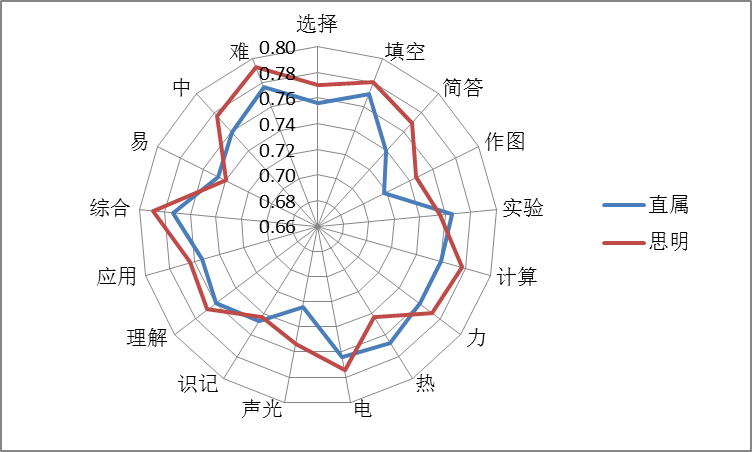 选择
填空
简答
作图
实验
计算
力
热
电
声光
识记
理解
应用
综合
易
中
难
0.80
0.78
0.76
0.74
0.72
0.70
0.68
0.66
直属
思明